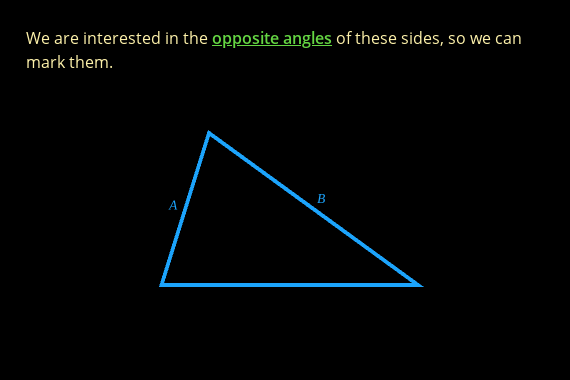 We are interested in the opposite angles of these sides, so we can
mark them.
A
B